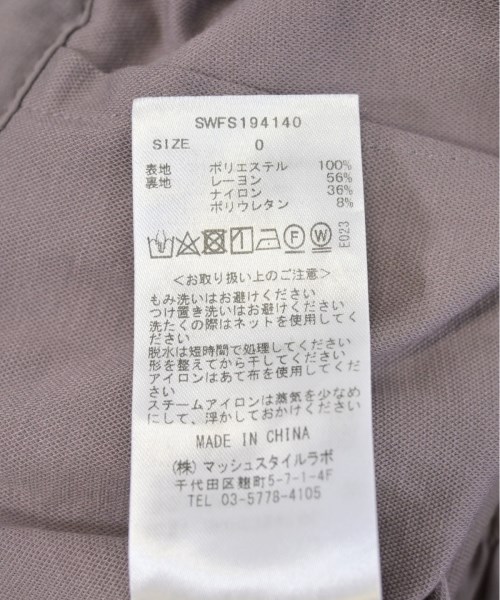 SWFS194140
SIZE 0
表地 ポリエステル 100%
裏地 レーヨン 56%
ナイロン 36%
ポリウレタン 8%
F W E023
<お取り扱い上のご注意>
もみ洗いはお避けください
つけ置き洗いはお避けください
洗たくの際はネットを使用してく
ださい
脱水は短時間で処理してください
形を整えてから干してください
アイロンはあて布を使用してくだ
さい
スチームアイロンは蒸気を少なめ
にして、浮かしておかけください
MADE IN CHINA
(株)マッシュスタイルラボ
千代田区麹町5-7-1-4F
TEL 03-5778-4105